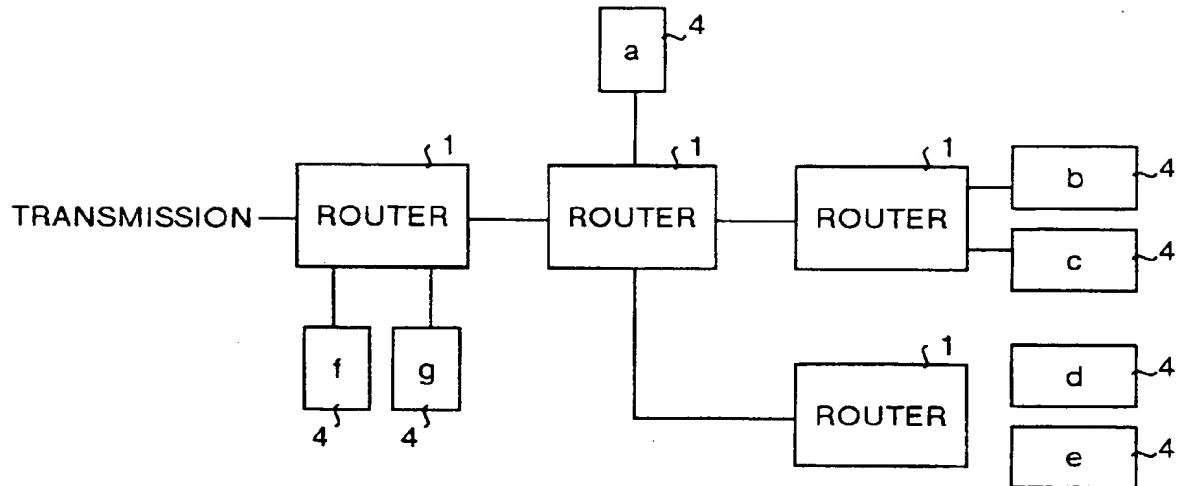 a 4
1 1 1
b 4
TRANSMISSION ROUTER ROUTER ROUTER
c 4
1
f g d 4
ROUTER
4 4 e 4